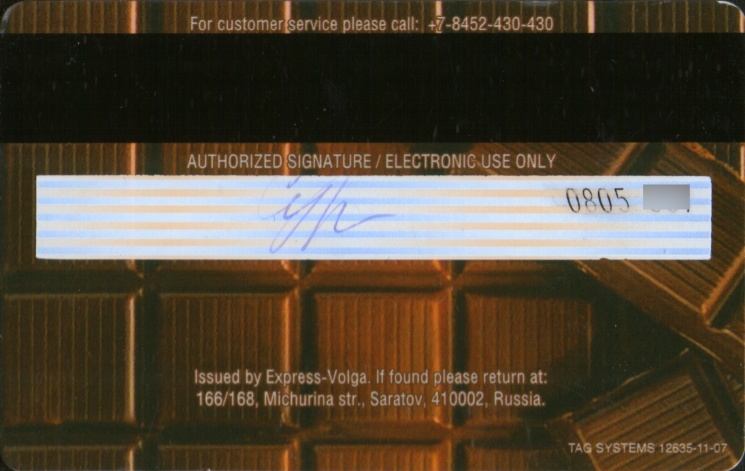 For customer service please call: +7-8452-430-430
AUTHORIZED SIGNATURE / ELECTRONIC USE ONLY
0805
Issued by Express-Volga. If found please return at:
166/168, Michurina str., Saratov, 410002, Russia.
TAG SYSTEMS 12635-11-07